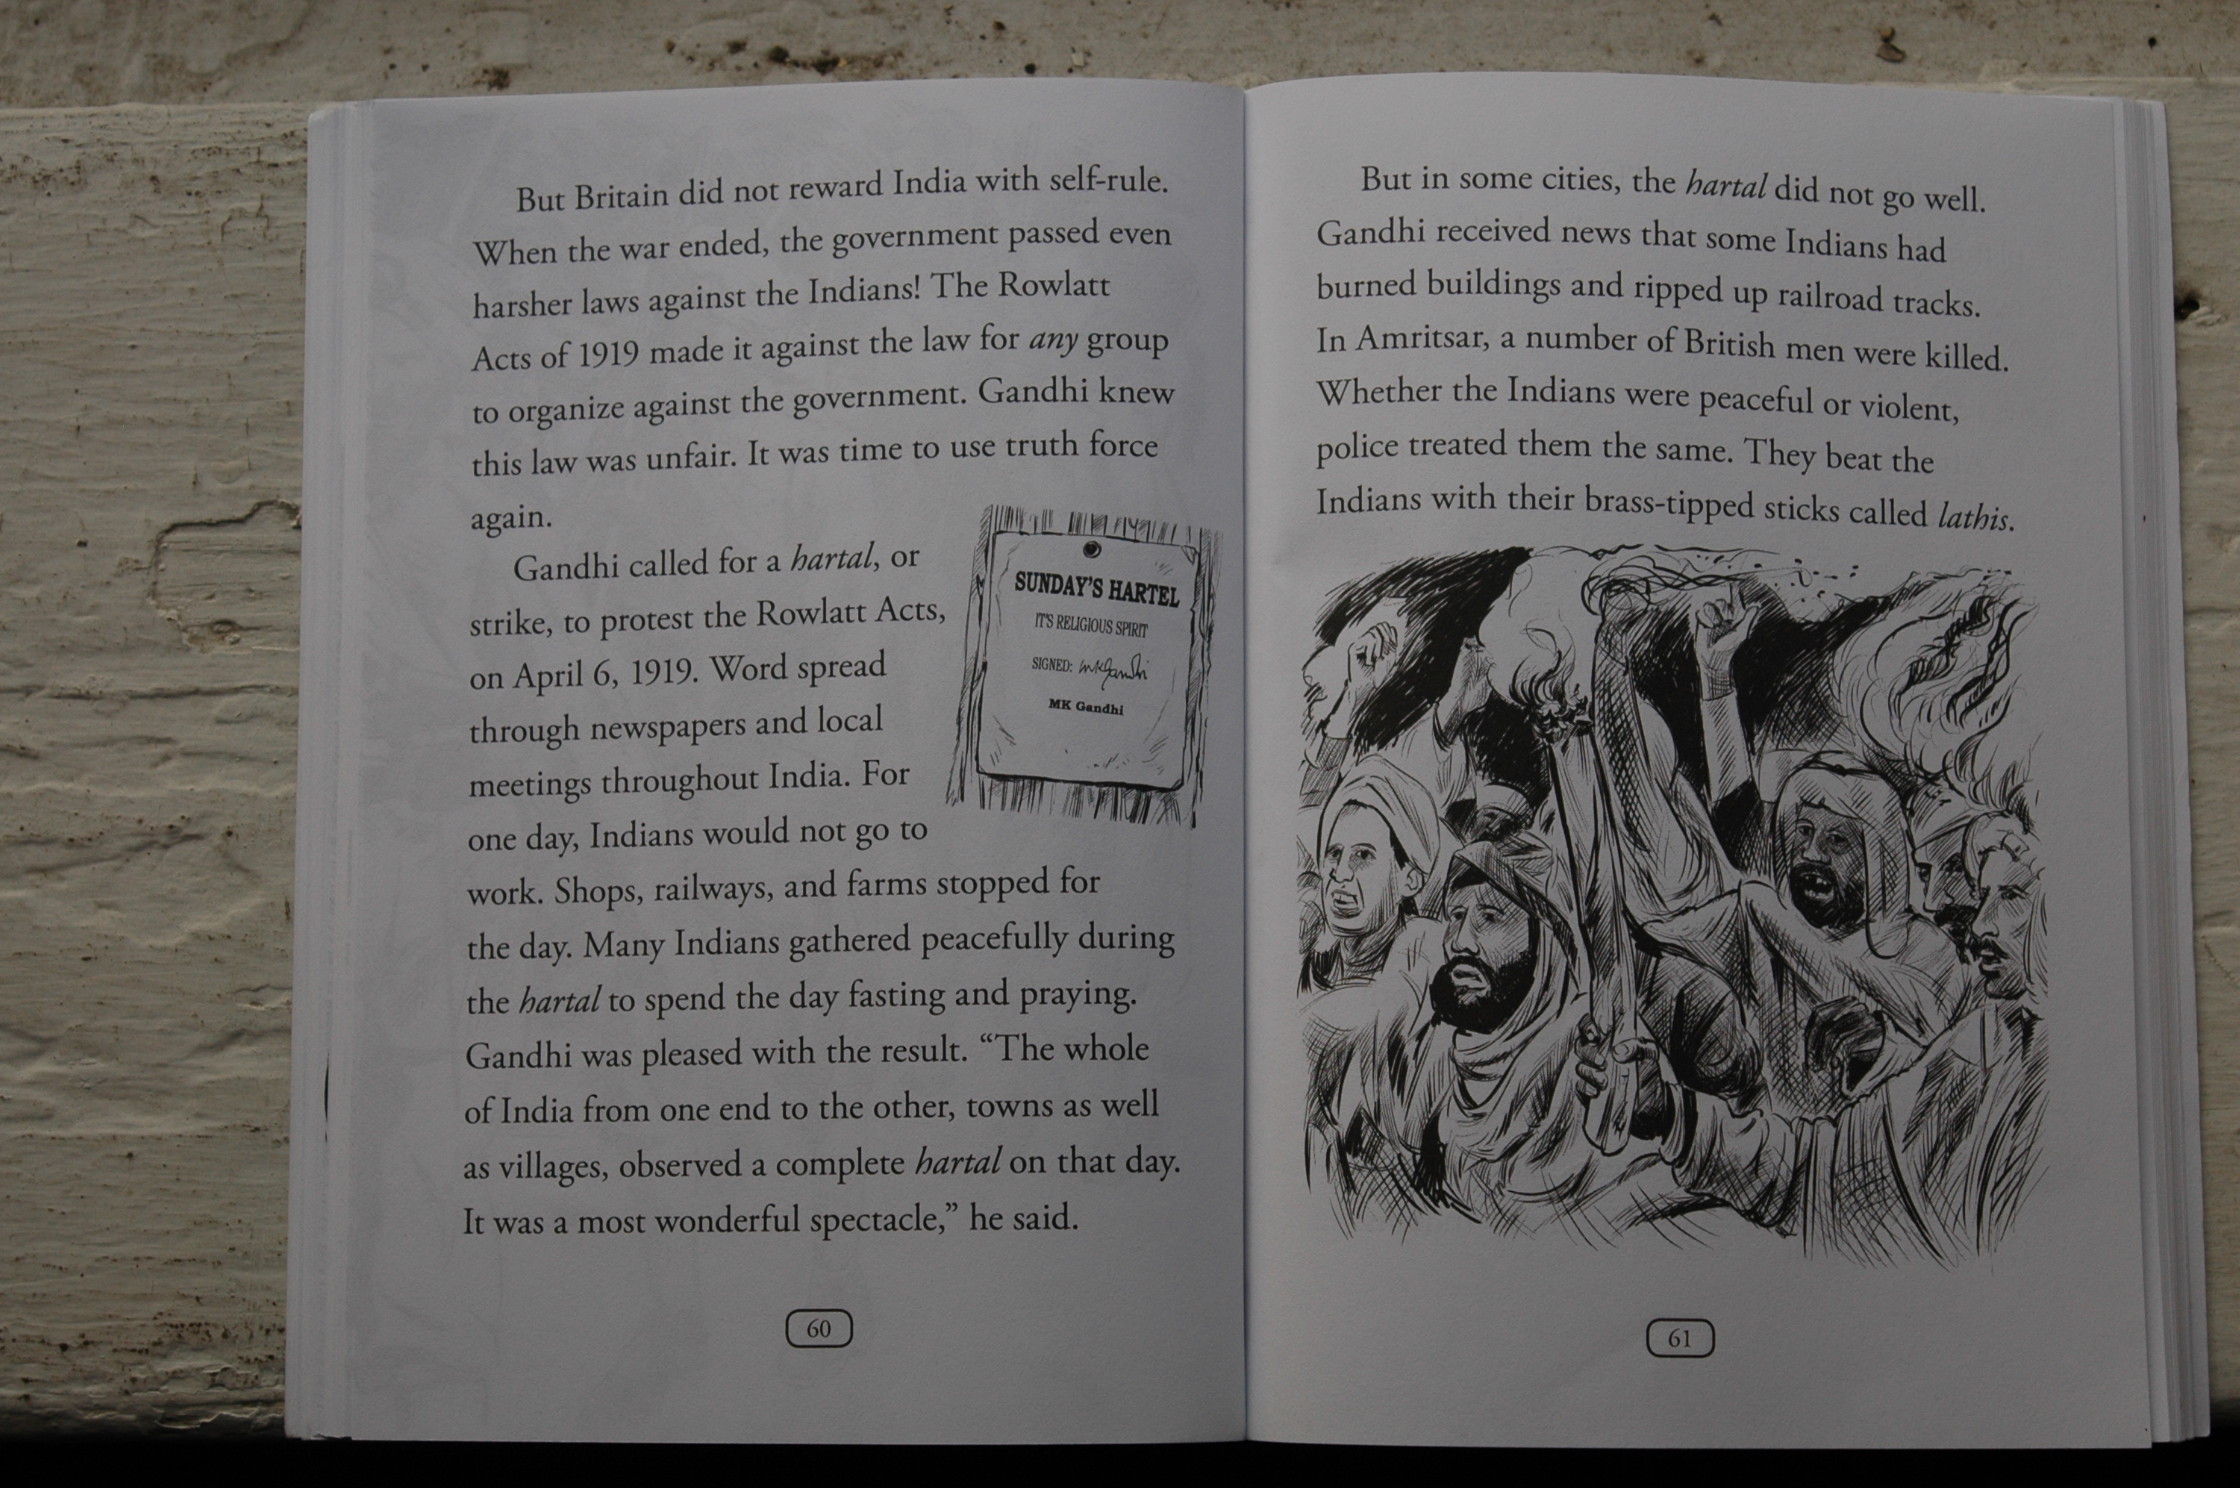 But Britain did not reward India with self-rule.
When the war ended, the government passed even
harsher laws against the Indians! The Rowlatt
Acts of 1919 made it against the law for any group
to organize against the government. Gandhi knew
this law was unfair. It was time to use truth force
again.
Gandhi called for a hartal, or
strike, to protest the Rowlatt Acts,
on April 6, 1919. Word spread
through newspapers and local
meetings throughout India. For
one day, Indians would not go to
work. Shops, railways, and farms stopped for
the day. Many Indians gathered peacefully during
the hartal to spend the day fasting and praying.
Gandhi was pleased with the result. “The whole
of India from one end to the other, towns as well
as villages, observed a complete hartal on that day.
It was a most wonderful spectacle,” he said.
SUNDAY'S HARTEL
IT'S RELIGIOUS SPIRIT
SIGNED: MKGandhi
MK Gandhi
60
But in some cities, the hartal did not go well.
Gandhi received news that some Indians had
burned buildings and ripped up railroad tracks.
In Amritsar, a number of British men were killed.
Whether the Indians were peaceful or violent,
police treated them the same. They beat the
Indians with their brass-tipped sticks called lathis.
61